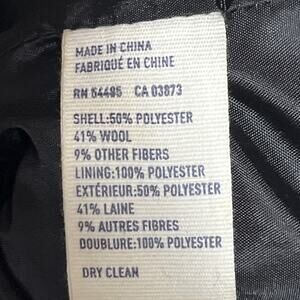 MADE IN CHINA
FABRIQUÉ EN CHINE
RN 54485 CA 03873
SHELL:50% POLYESTER
41% WOOL
9% OTHER FIBERS
LINING:100% POLYESTER
EXTÉRIEUR:50% POLYESTER
41% LAINE
9% AUTRES FIBRES
DOUBLURE:100% POLYESTER
DRY CLEAN